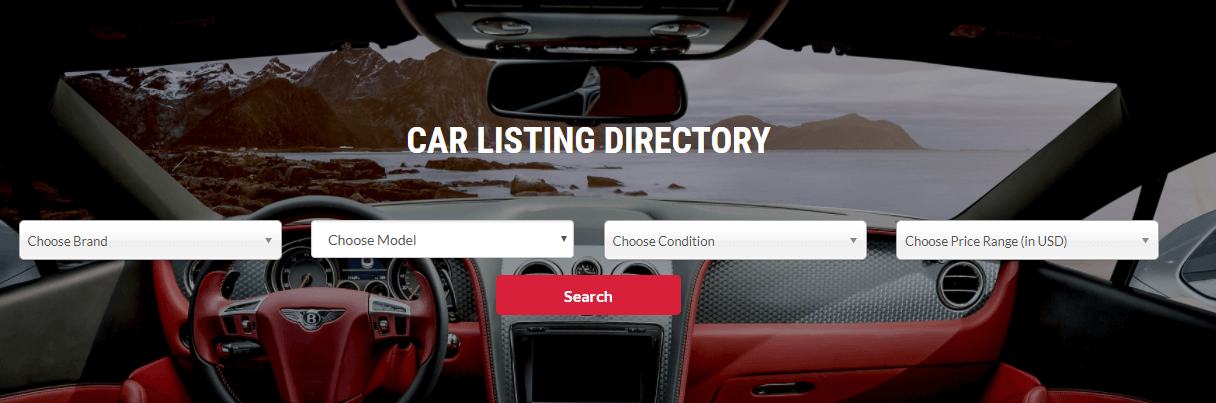 CAR LISTING DIRECTORY
Choose Brand
Choose Model
Choose Condition
Choose Price Range (in USD)
Search
B